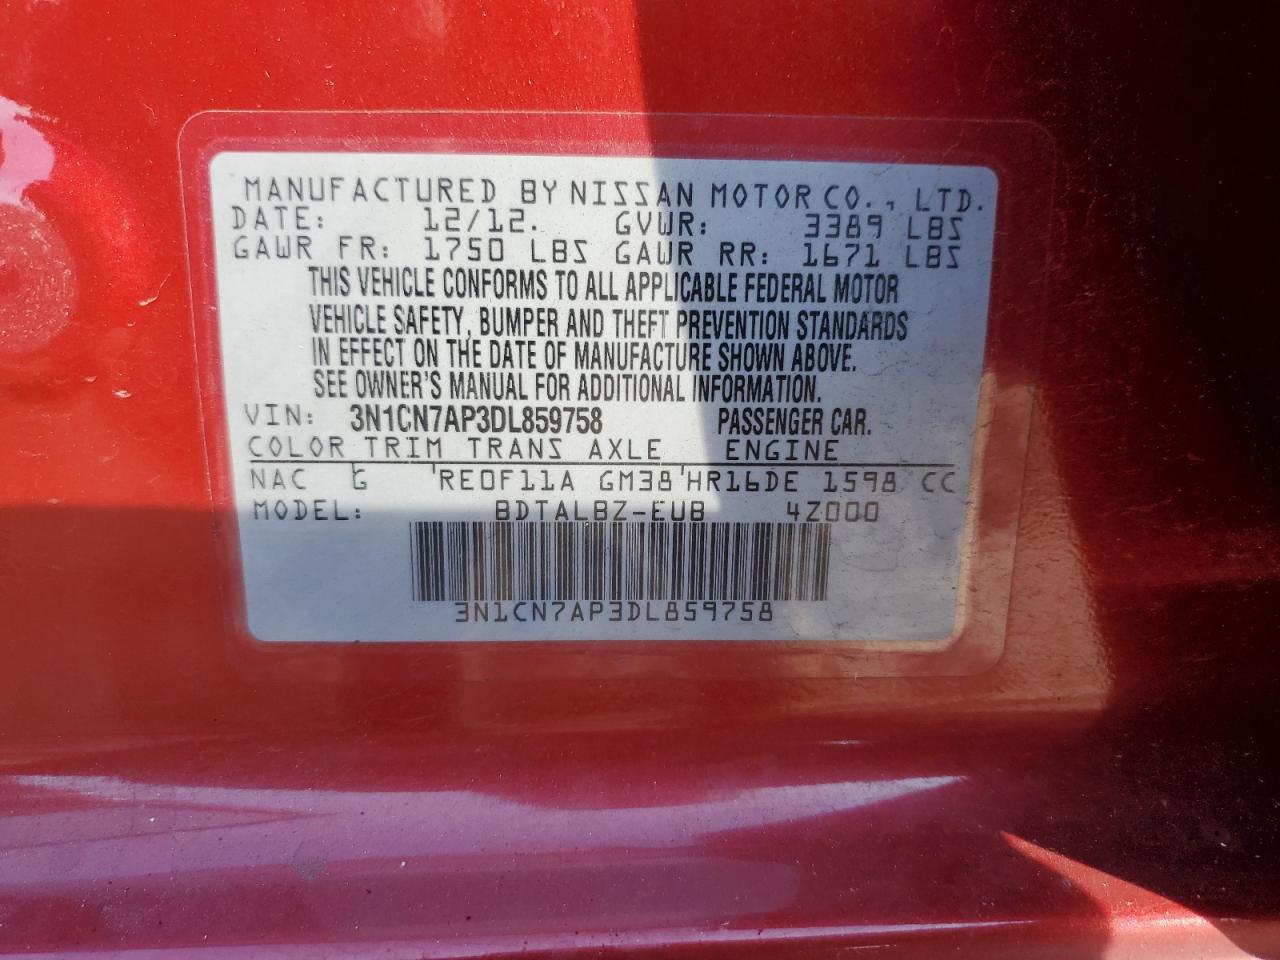 MANUFACTURED BY NISSAN MOTOR CO., LTD.
DATE: 12/12. GVWR: 3389 LBS
GAWR FR: 1750 LBS GAWR RR: 1671 LBS
THIS VEHICLE CONFORMS TO ALL APPLICABLE FEDERAL MOTOR
VEHICLE SAFETY, BUMPER AND THEFT PREVENTION STANDARDS
IN EFFECT ON THE DATE OF MANUFACTURE SHOWN ABOVE.
SEE OWNER'S MANUAL FOR ADDITIONAL INFORMATION.
VIN: 3N1CN7AP3DL859758 PASSENGER CAR.
COLOR TRIM TRANS AXLE ENGINE
NAC G 'RE0F11A GM38'HR16DE 1598 CC
MODEL: BDTALBZ-EUB 4Z000
3N1CN7AP3DL859758